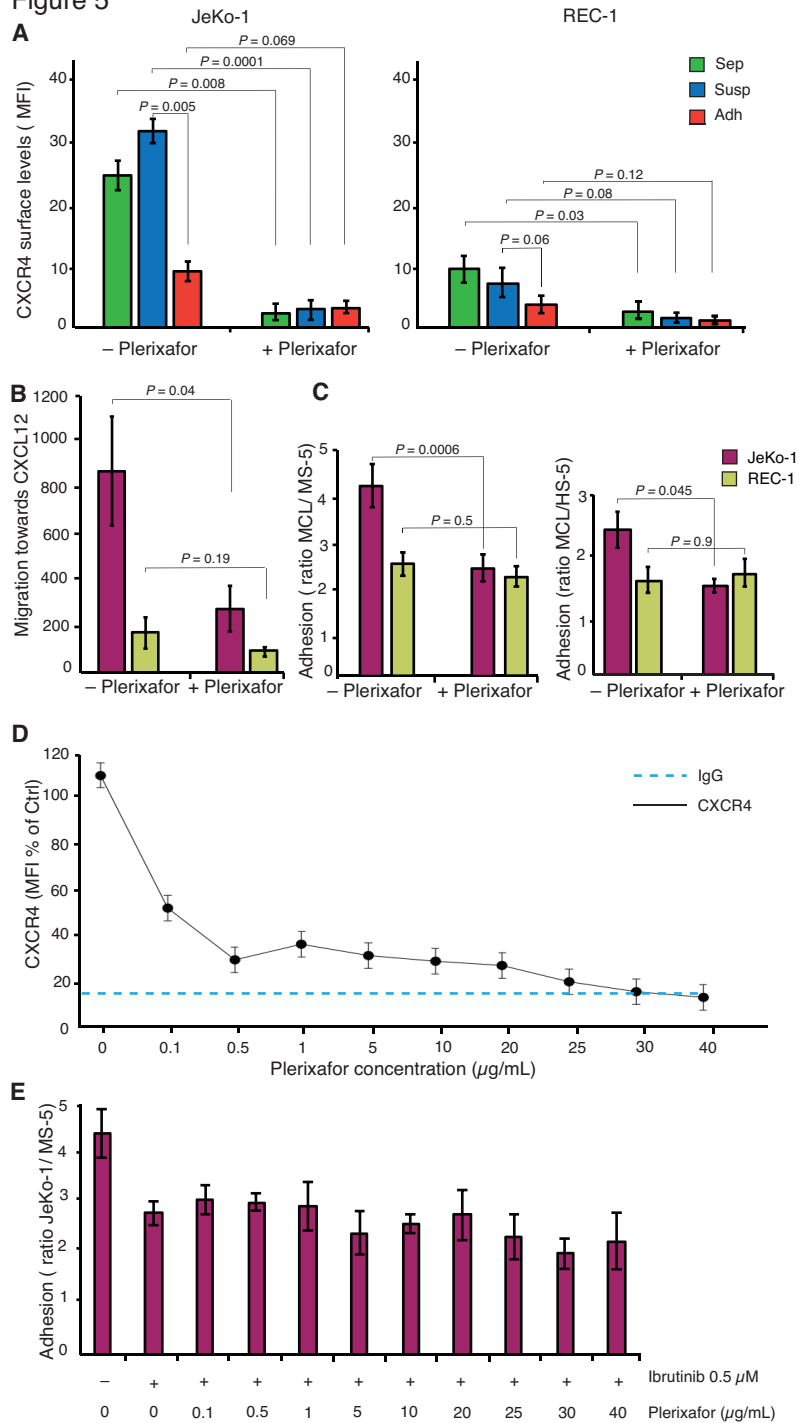 Figure 5
JeKo-1
REC-1
A
CXCR4 surface levels ( MFI)
40
30
20
10
0
P = 0.069
P = 0.0001
P = 0.008
P = 0.005
– Plerixafor
+ Plerixafor
40
30
20
10
0
Sep
Susp
Adh
P = 0.12
P = 0.08
P = 0.03
P = 0.06
– Plerixafor
+ Plerixafor
B
Migration towards CXCL12
1200
1000
800
600
400
200
0
P = 0.04
P = 0.19
– Plerixafor + Plerixafor
C
Adhesion ( ratio MCL/ MS-5)
5
4
3
2
1
0
P = 0.0006
P = 0.5
– Plerixafor + Plerixafor
Adhesion (ratio MCL/HS-5)
3
2
1
0
JeKo-1
REC-1
P = 0.045
P = 0.9
– Plerixafor + Plerixafor
D
CXCR4 (MFI % of Ctrl)
120
100
80
60
40
20
0
IgG
CXCR4
0 0.1 0.5 1 5 10 20 25 30 40
Plerixafor concentration (µg/mL)
E
Adhesion ( ratio JeKo-1/ MS-5)
5
4
3
2
1
0
– + + + + + + + + + + Ibrutinib 0.5 µM
0 0 0.1 0.5 1 5 10 20 25 30 40 Plerixafor (µg/mL)